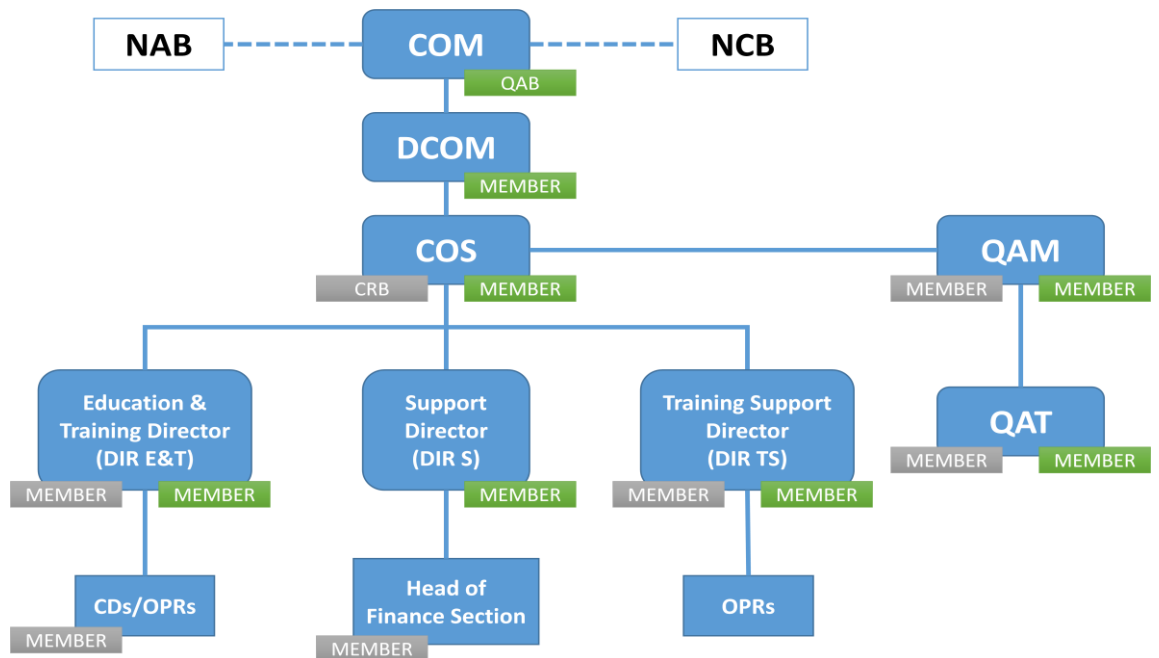 NAB
COM
NCB
QAB
DCOM
MEMBER
COS
QAM
CRB
MEMBER
MEMBER
MEMBER
Education &
Training Director
(DIR E&T)
Support
Director
(DIR S)
Training Support
Director
(DIR TS)
QAT
MEMBER
MEMBER
MEMBER
MEMBER
MEMBER
MEMBER
MEMBER
CDs/OPRs
Head of
Finance Section
OPRs
MEMBER
MEMBER